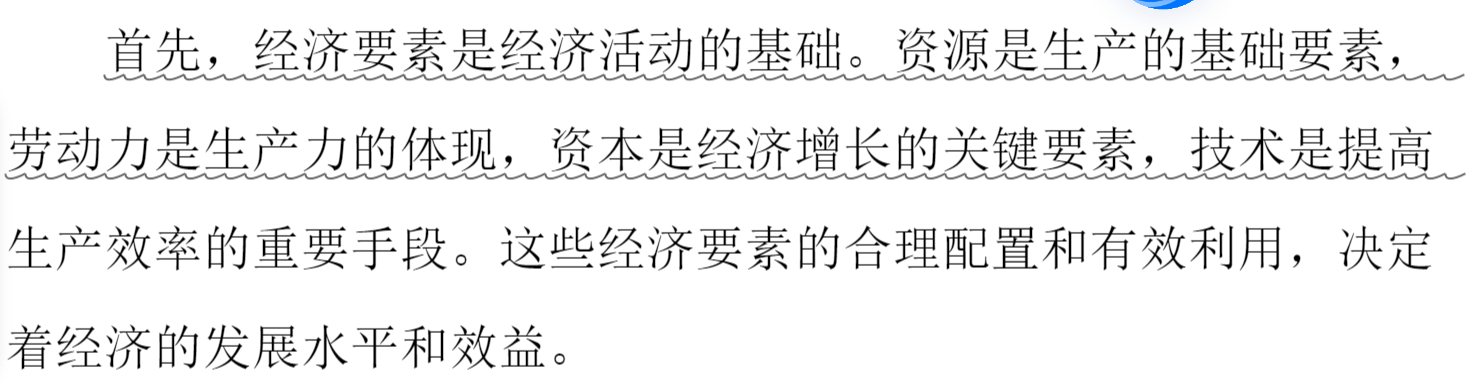 首先，经济要素是经济活动的基础。资源是生产的基础要素，
劳动力是生产力的体现，资本是经济增长的关键要素，技术是提高
生产效率的重要手段。这些经济要素的合理配置和有效利用，决定
着经济的发展水平和效益。